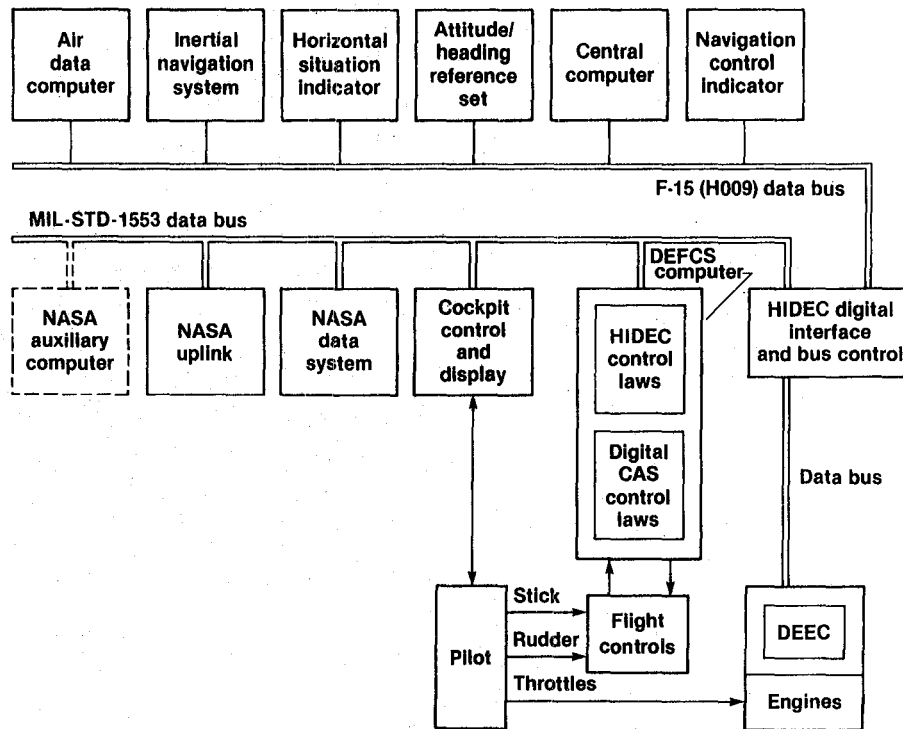 Air
data
computer
Inertial
navigation
system
Horizontal
situation
indicator
Attitude/
heading
reference
set
Central
computer
Navigation
control
indicator
F-15 (H009) data bus
MIL-STD-1553 data bus
DEFCS
computer
NASA
auxiliary
computer
NASA
uplink
NASA
data
system
Cockpit
control
and
display
HIDEC
control
laws
Digital
CAS
control
laws
HIDEC digital
interface
and bus control
Data bus
Pilot
Stick
Rudder
Throttles
Flight
controls
DEEC
Engines